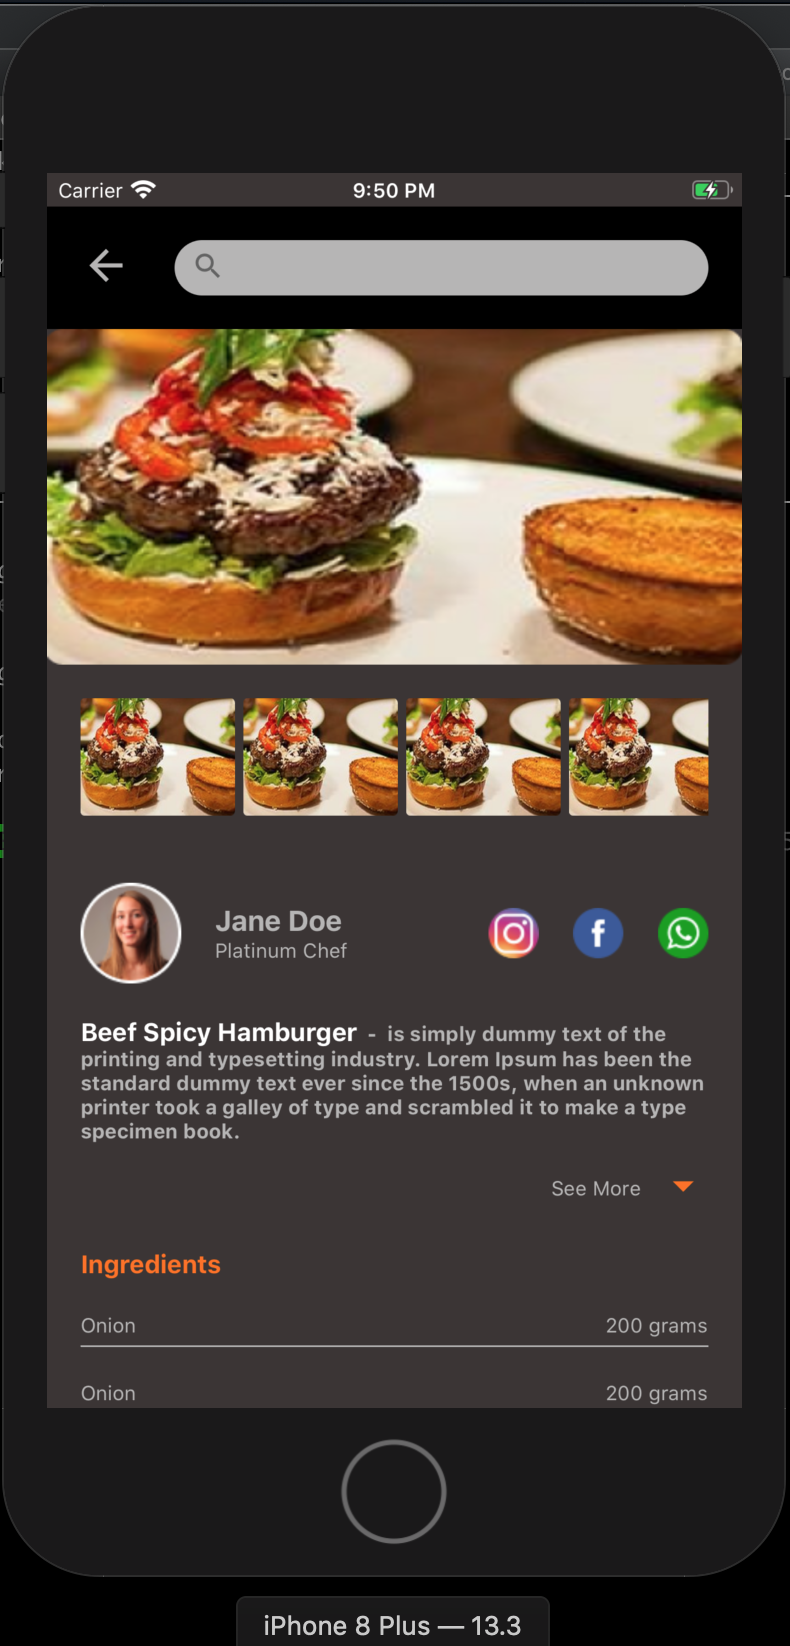 Carrier 9:50 PM
Jane Doe
Platinum Chef
Beef Spicy Hamburger - is simply dummy text of the
printing and typesetting industry. Lorem Ipsum has been the
standard dummy text ever since the 1500s, when an unknown
printer took a galley of type and scrambled it to make a type
specimen book.
See More
Ingredients
Onion 200 grams
Onion 200 grams
iPhone 8 Plus — 13.3